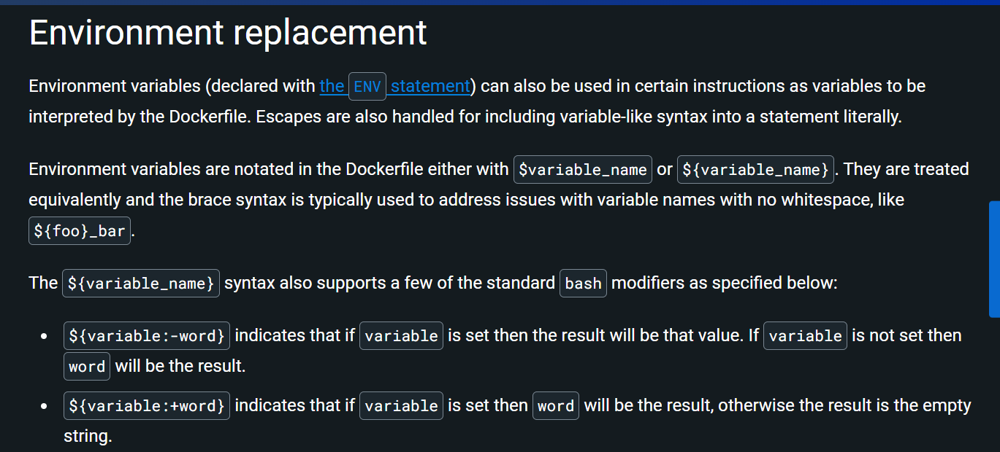 Environment replacement
Environment variables (declared with the ENV statement) can also be used in certain instructions as variables to be
interpreted by the Dockerfile. Escapes are also handled for including variable-like syntax into a statement literally.
Environment variables are notated in the Dockerfile either with $variable_name or ${variable_name}. They are treated
equivalently and the brace syntax is typically used to address issues with variable names with no whitespace, like
${foo}_bar.
The ${variable_name} syntax also supports a few of the standard bash modifiers as specified below:
• ${variable:-word} indicates that if variable is set then the result will be that value. If variable is not set then
word will be the result.
• ${variable:+word} indicates that if variable is set then word will be the result, otherwise the result is the empty
string.